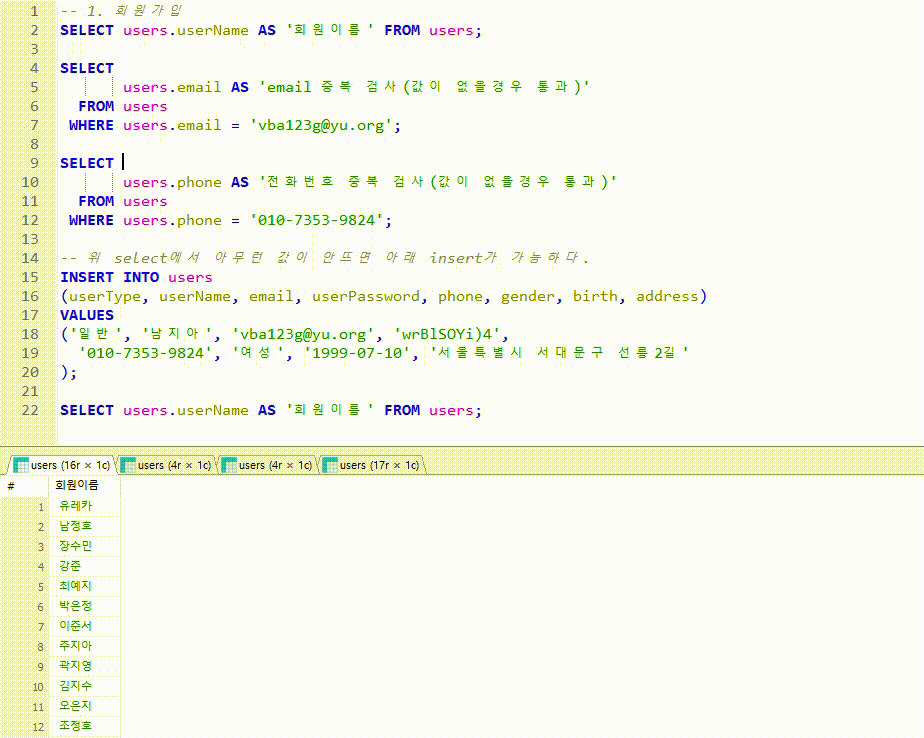 1 -- 1. 회원가입
2 SELECT users.userName AS '회원이름' FROM users;
3
4 SELECT
5 users.email AS 'email 중복 검사(값이 없을경우 통과)'
6 FROM users
7 WHERE users.email = 'vba123g@yu.org';
8
9 SELECT
10 users.phone AS '전화번호 중복 검사(값이 없을경우 통과)'
11 FROM users
12 WHERE users.phone = '010-7353-9824';
13
14 -- 위 select에서 아무런 값이 안뜨면 아래 insert가 가능하다.
15 INSERT INTO users
16 (userType, userName, email, userPassword, phone, gender, birth, address)
17 VALUES
18 ('일반', '남지아', 'vba123g@yu.org', 'wrBlSOYi)4',
19 '010-7353-9824', '여성', '1999-07-10', '서울특별시 서대문구 선릉2길'
20 );
21
22 SELECT users.userName AS '회원이름' FROM users;
users (16r × 1c) users (4r × 1c) users (4r × 1c) users (17r × 1c)
# 회원이름
1 유레카
2 남정호
3 장수민
4 강준
5 최예지
6 박은정
7 이준서
8 주지아
9 곽지영
10 김지수
11 오은지
12 조정호